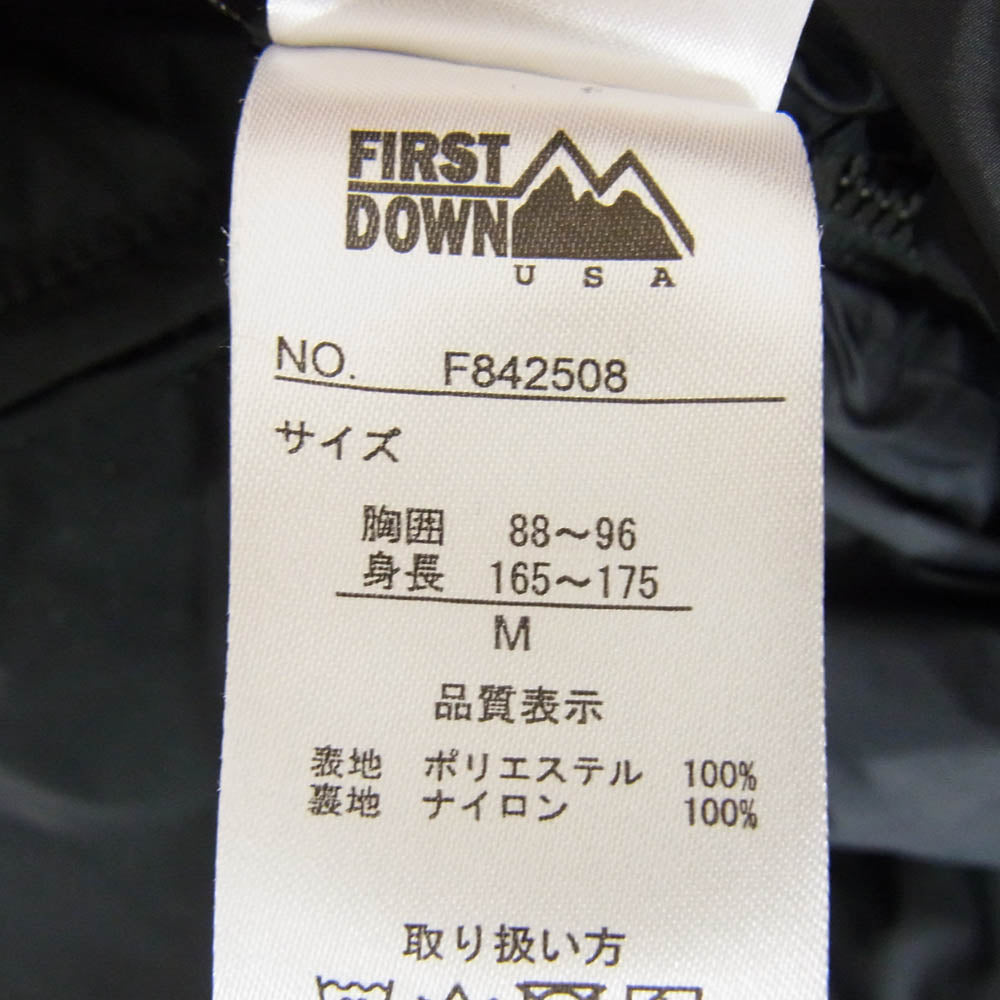 FIRST
DOWN
USA
NO. F842508
サイズ
胸囲 88～96
身長 165～175
M
品質表示
表地 ポリエステル 100%
裏地 ナイロン 100%
取り扱い方